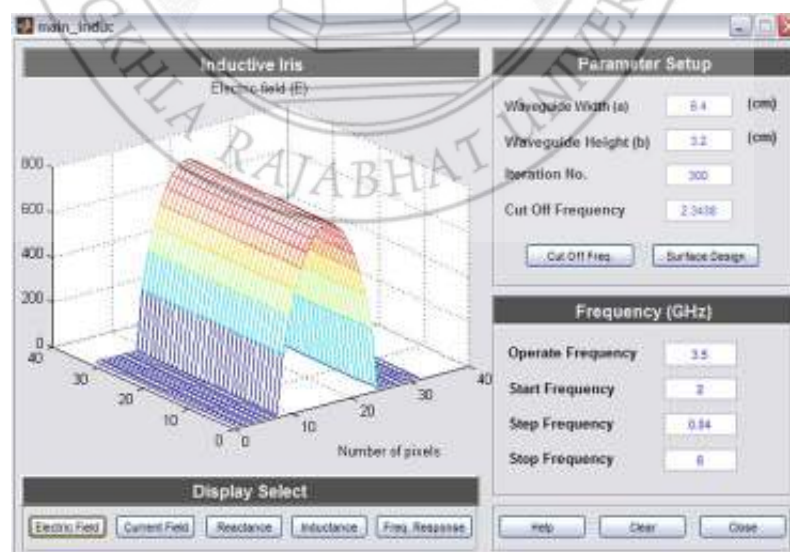 main_induc
Inductive Iris
Electric field (E)
800
600
400
200
0
40
30
20
10
0
0
10
20
30
40
Number of pixels
Display Select
Electric Field
Current Field
Reactance
Inductance
Freq. Response
Parameter Setup
Waveguide Width (a) 6.4 (cm)
Waveguide Height (b) 3.2 (cm)
Iteration No. 300
Cut Off Frequency 2.3438
Cut Off Freq.
Surface Design
Frequency (GHz)
Operate Frequency 3.5
Start Frequency 2
Step Frequency 0.04
Stop Frequency 6
Help
Clear
Close
RAJABHAT